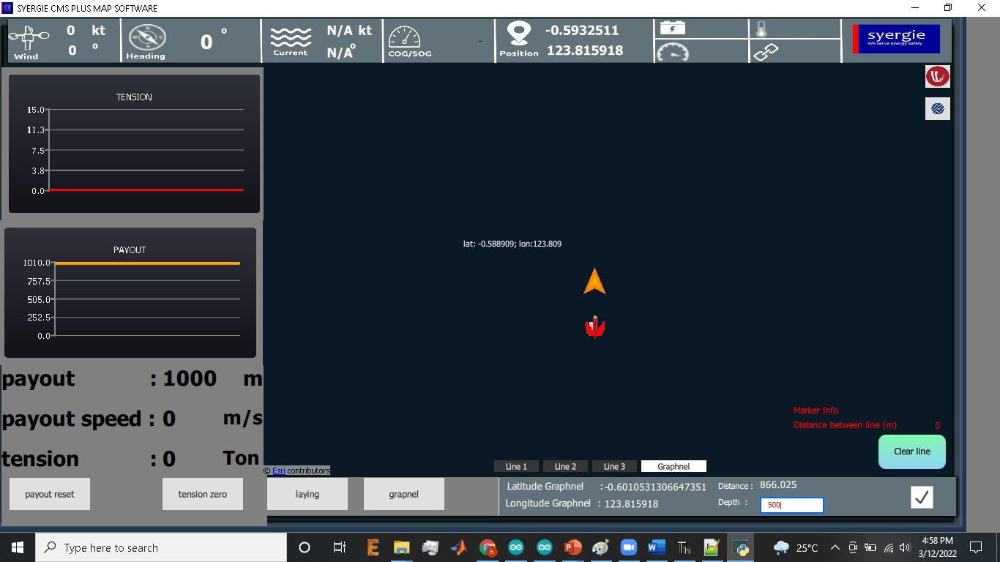 SYERGIE CMS PLUS MAP SOFTWARE
0 kt
0 °
Wind
Heading
0 °
N/A kt
N/A°
Current
COG/SOG
Position
-0.5932511
123.815918
syergie
We serve energy safely
TENSION
15.0
11.3
7.5
3.8
0.0
PAYOUT
1010.0
757.5
505.0
252.5
0.0
payout : 1000 m
payout speed : 0 m/s
tension : 0 Ton
payout reset
tension zero
lat: -0.588909; lon:123.809
Marker Info
Distance between line (m) 0
Clear line
© Esri contributors
Line 1 Line 2 Line 3 Graphnel
laying
grapnel
Latitude Graphnel :-0.6010531306647351
Longitude Graphnel : 123.815918
Distance : 866.025
Depth : 500
Type here to search
25°C
4:58 PM
3/12/2022